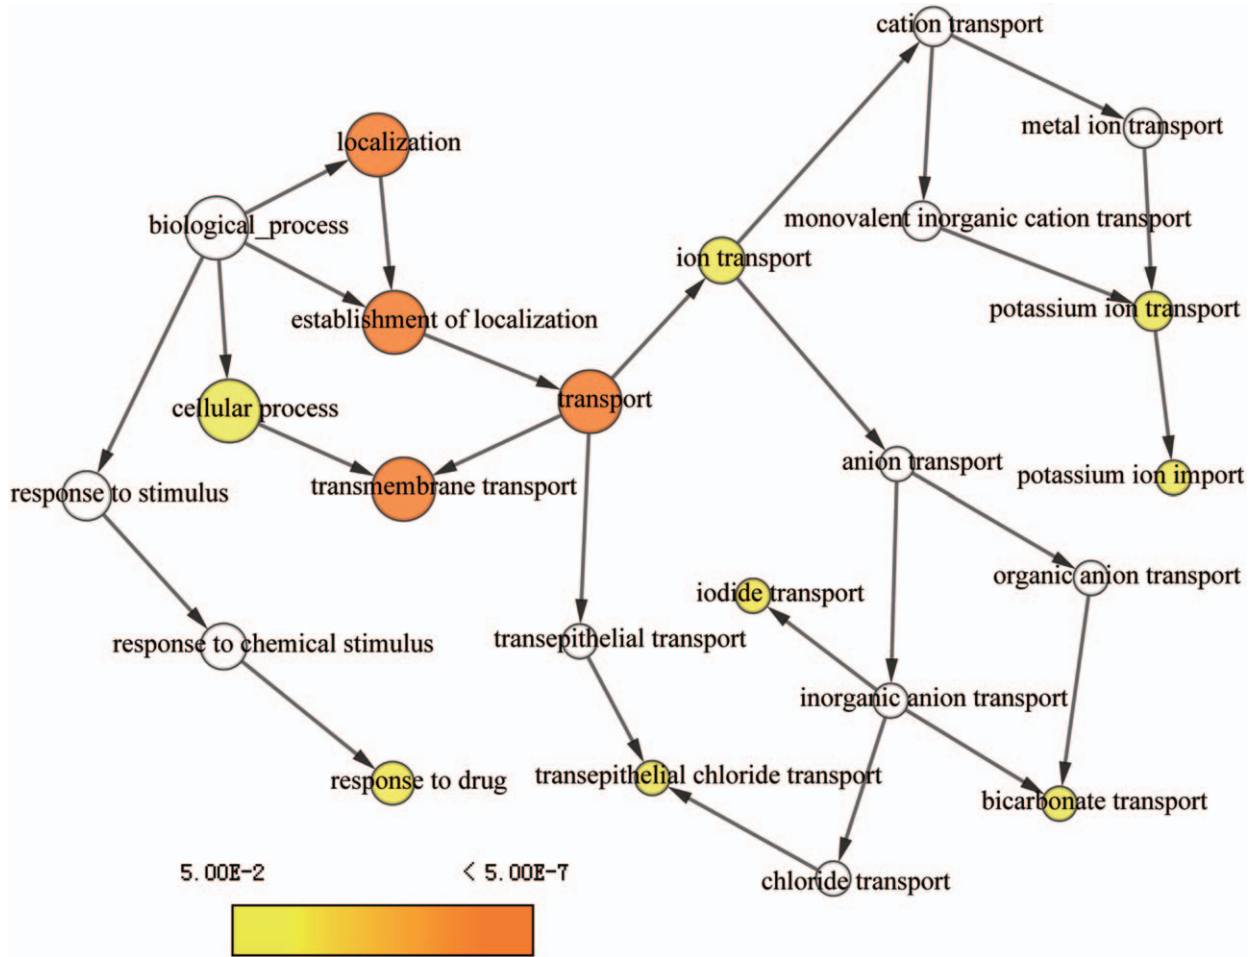 cation transport
metal ion transport
localization
monovalent inorganic cation transport
biological_process
ion transport
potassium ion transport
establishment of localization
transport
cellular process
anion transport
potassium ion import
transmembrane transport
response to stimulus
organic anion transport
iodide transport
transepithelial transport
response to chemical stimulus
inorganic anion transport
transepithelial chloride transport
response to drug
bicarbonate transport
5.00E-2
< 5.00E-7
chloride transport